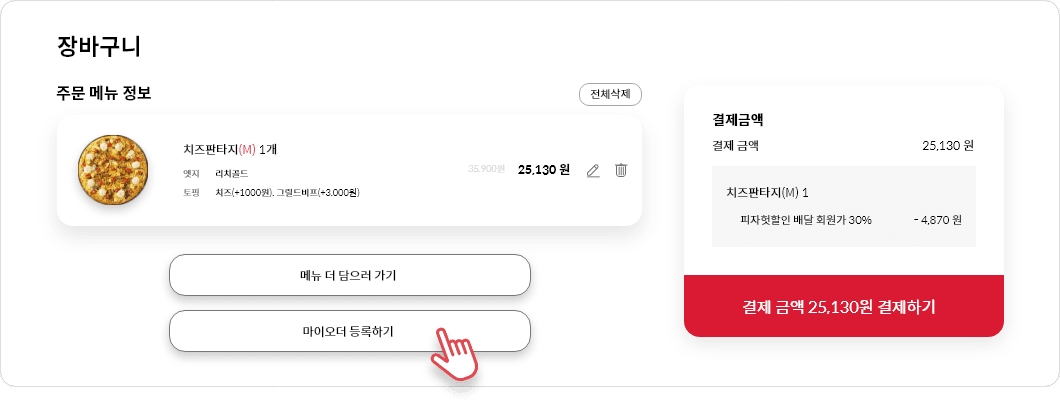 장바구니
주문 메뉴 정보
전체삭제
치즈판타지(M) 1개
엣지 리치골드
토핑 치즈(+1000원), 그릴드비프(+3.000원)
35,900원 25,130 원
메뉴 더 담으러 가기
마이오더 등록하기
결제금액
결제 금액 25,130 원
치즈판타지(M) 1
피자헛할인 배달 회원가 30% - 4,870 원
결제 금액 25,130원 결제하기